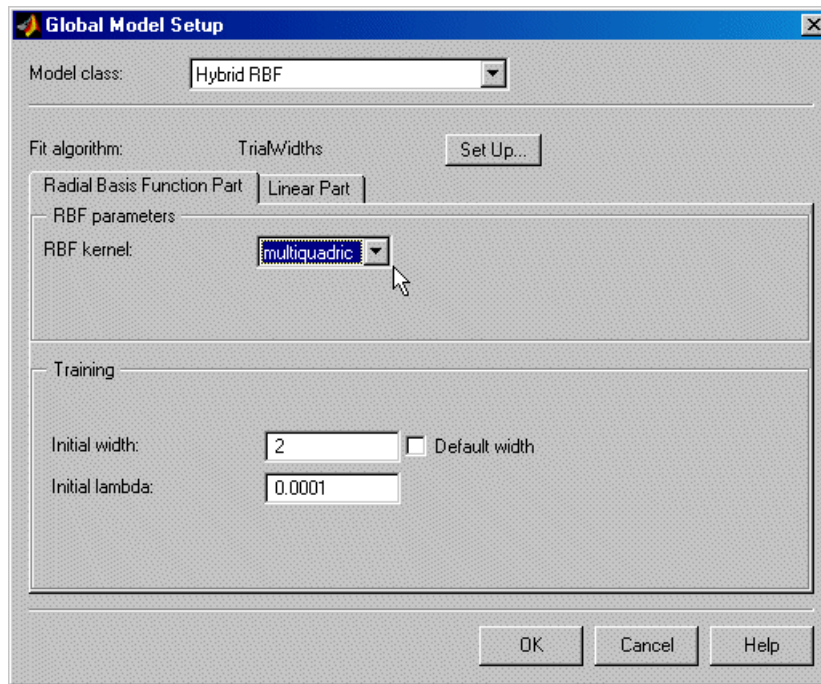 Global Model Setup
Model class: Hybrid RBF
Fit algorithm: TrialWidths Set Up...
Radial Basis Function Part Linear Part
RBF parameters
RBF kernel: multiquadric
Training
Initial width: 2 Default width
Initial lambda: 0.0001
OK Cancel Help